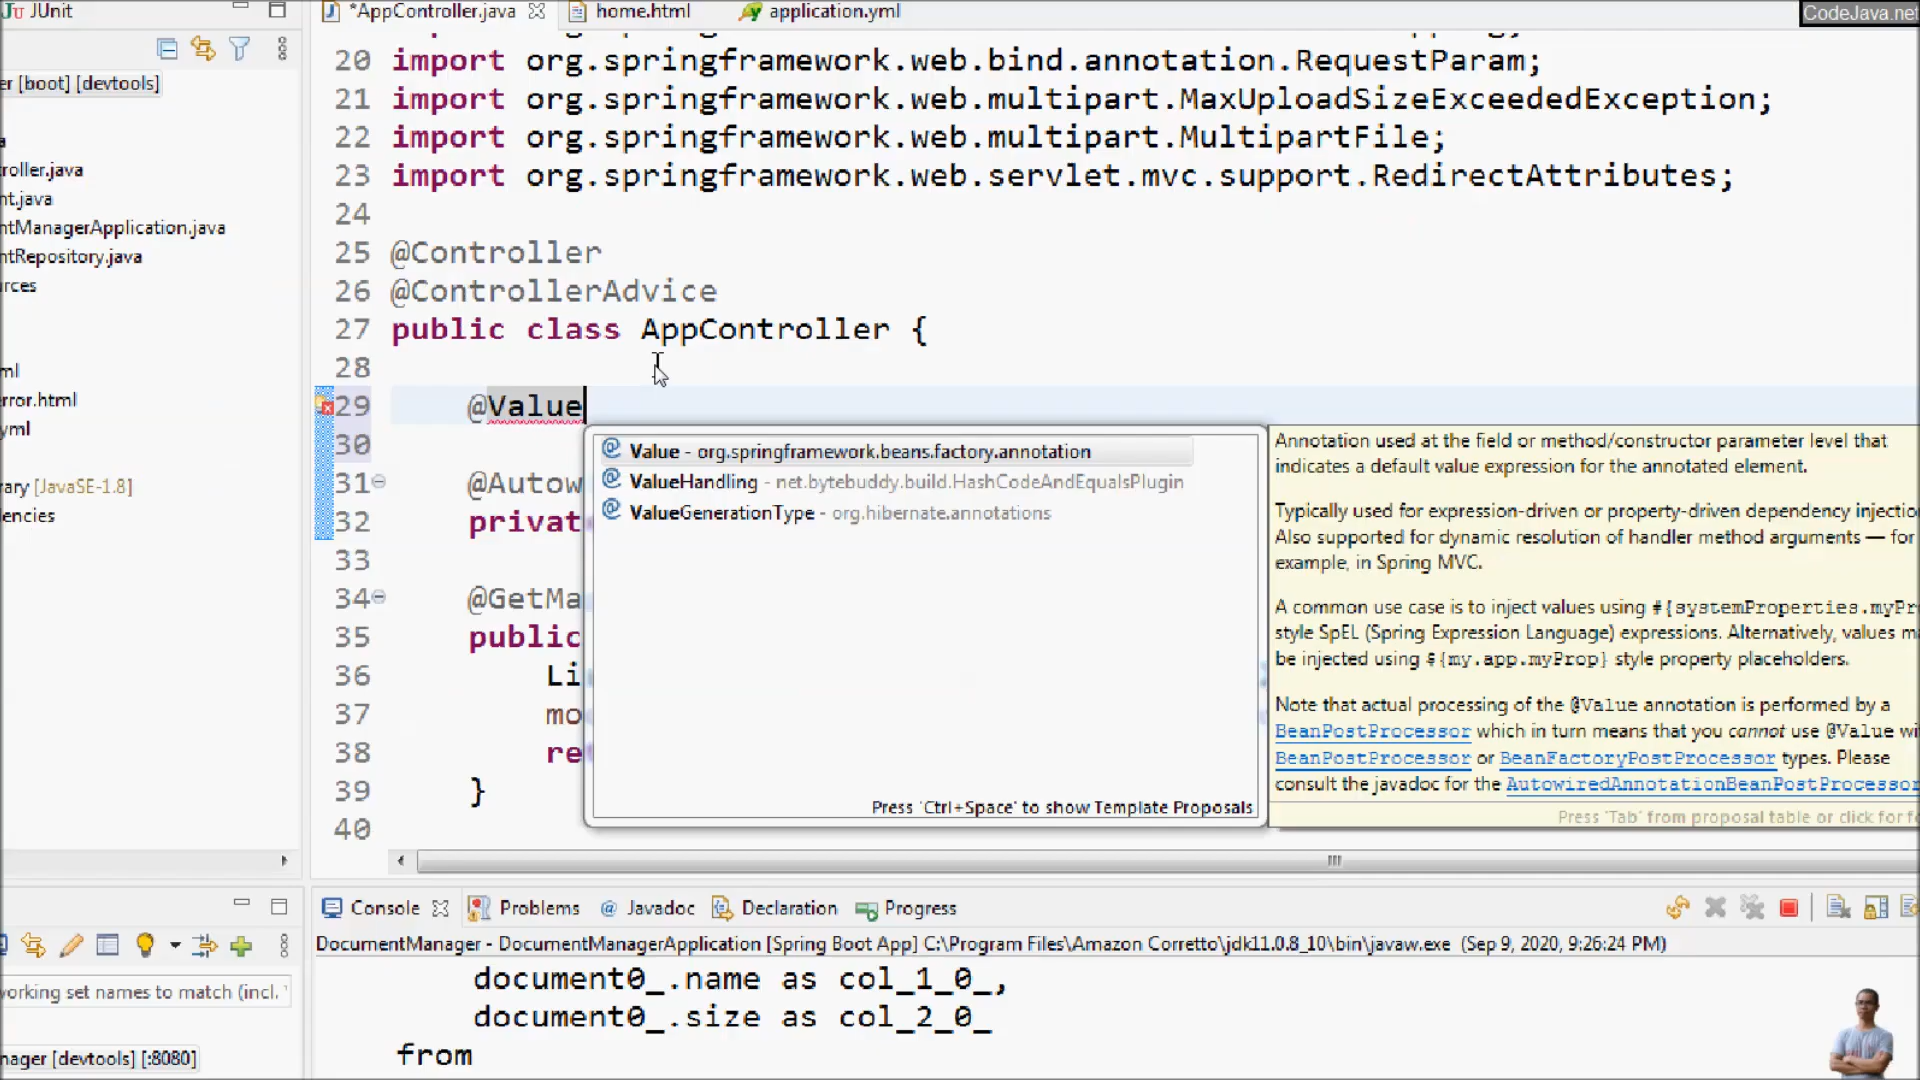 JUnit
*AppController.java
home.html
application.yml
CodeJava.net
er [boot] [devtools]
roller.java
nt.java
ntManagerApplication.java
ntRepository.java
rces
ml
error.html
yml
rary [JavaSE-1.8]
lencies
20 import org.springframework.web.bind.annotation.RequestParam;
21 import org.springframework.web.multipart.MaxUploadSizeExceededException;
22 import org.springframework.web.multipart.MultipartFile;
23 import org.springframework.web.servlet.mvc.support.RedirectAttributes;
24
25 @Controller
26 @ControllerAdvice
27 public class AppController {
28
29 @Value
30
31 @Autow
32 privat
33
34 @GetMa
35 public
36 Li
37 mo
38 re
39 }
40
Value - org.springframework.beans.factory.annotation
ValueHandling - net.bytebuddy.build.HashCodeAndEqualsPlugin
ValueGenerationType - org.hibernate.annotations
Press 'Ctrl+Space' to show Template Proposals
Annotation used at the field or method/constructor parameter level that
indicates a default value expression for the annotated element.
Typically used for expression-driven or property-driven dependency injectio
Also supported for dynamic resolution of handler method arguments — for
example, in Spring MVC.
A common use case is to inject values using #{systemProperties.myPr
style SpEL (Spring Expression Language) expressions. Alternatively, values m
be injected using ${my.app.myProp} style property placeholders.
Note that actual processing of the @Value annotation is performed by a
BeanPostProcessor which in turn means that you cannot use @Value wi
BeanPostProcessor or BeanFactoryPostProcessor types. Please
consult the javadoc for the AutowiredAnnotationBeanPostProcessor
Press 'Tab' from proposal table or click for f
Console
Problems
Javadoc
Declaration
Progress
DocumentManager - DocumentManagerApplication [Spring Boot App] C:\Program Files\Amazon Corretto\jdk11.0.8_10\bin\javaw.exe (Sep 9, 2020, 9:26:24 PM)
document0_.name as col_1_0_,
document0_.size as col_2_0_
from
working set names to match (incl.
nager [devtools] [:8080]